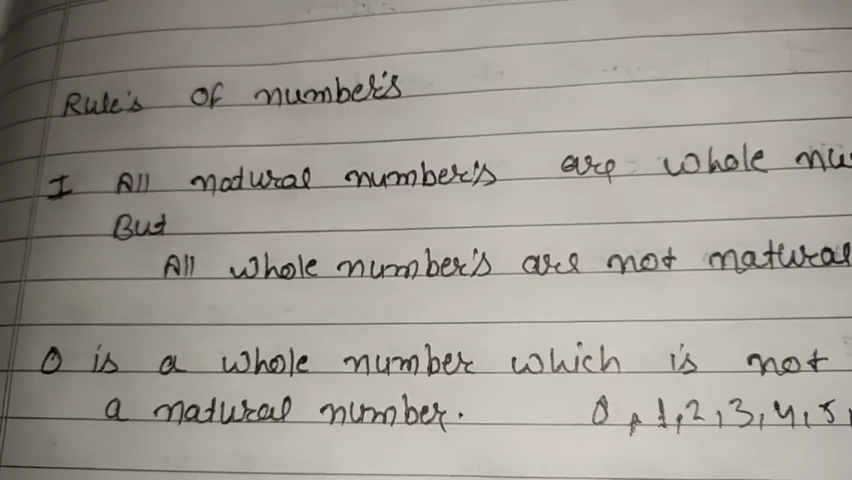 Rule's of number's
I All natural number's are whole nu
But
All whole number's are not natural
0 is a whole number which is not
a natural number. 0, 1, 2, 3, 4, 5,